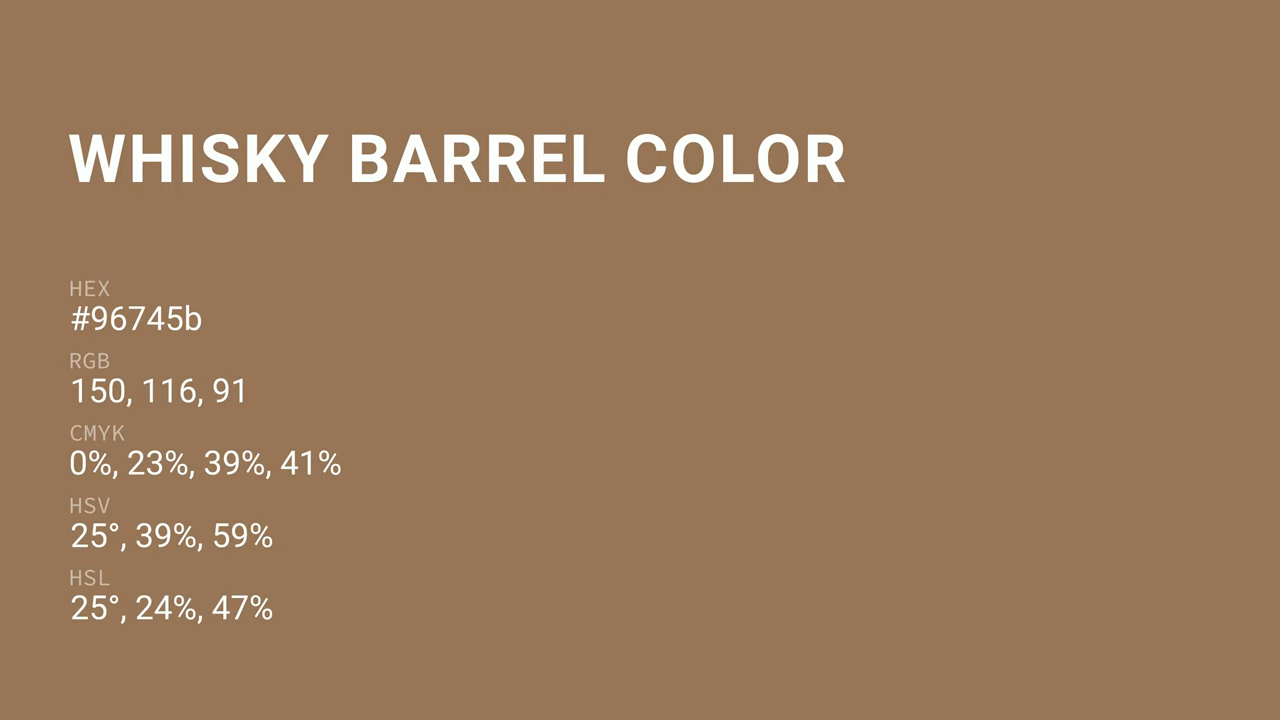 WHISKY BARREL COLOR
HEX
#96745b
RGB
150, 116, 91
CMYK
0%, 23%, 39%, 41%
HSV
25°, 39%, 59%
HSL
25°, 24%, 47%